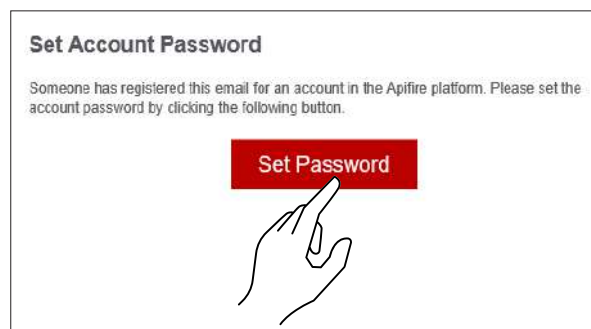 Set Account Password
Someone has registered this email for an account in the Apifire platform. Please set the
account password by clicking the following button.
Set Password